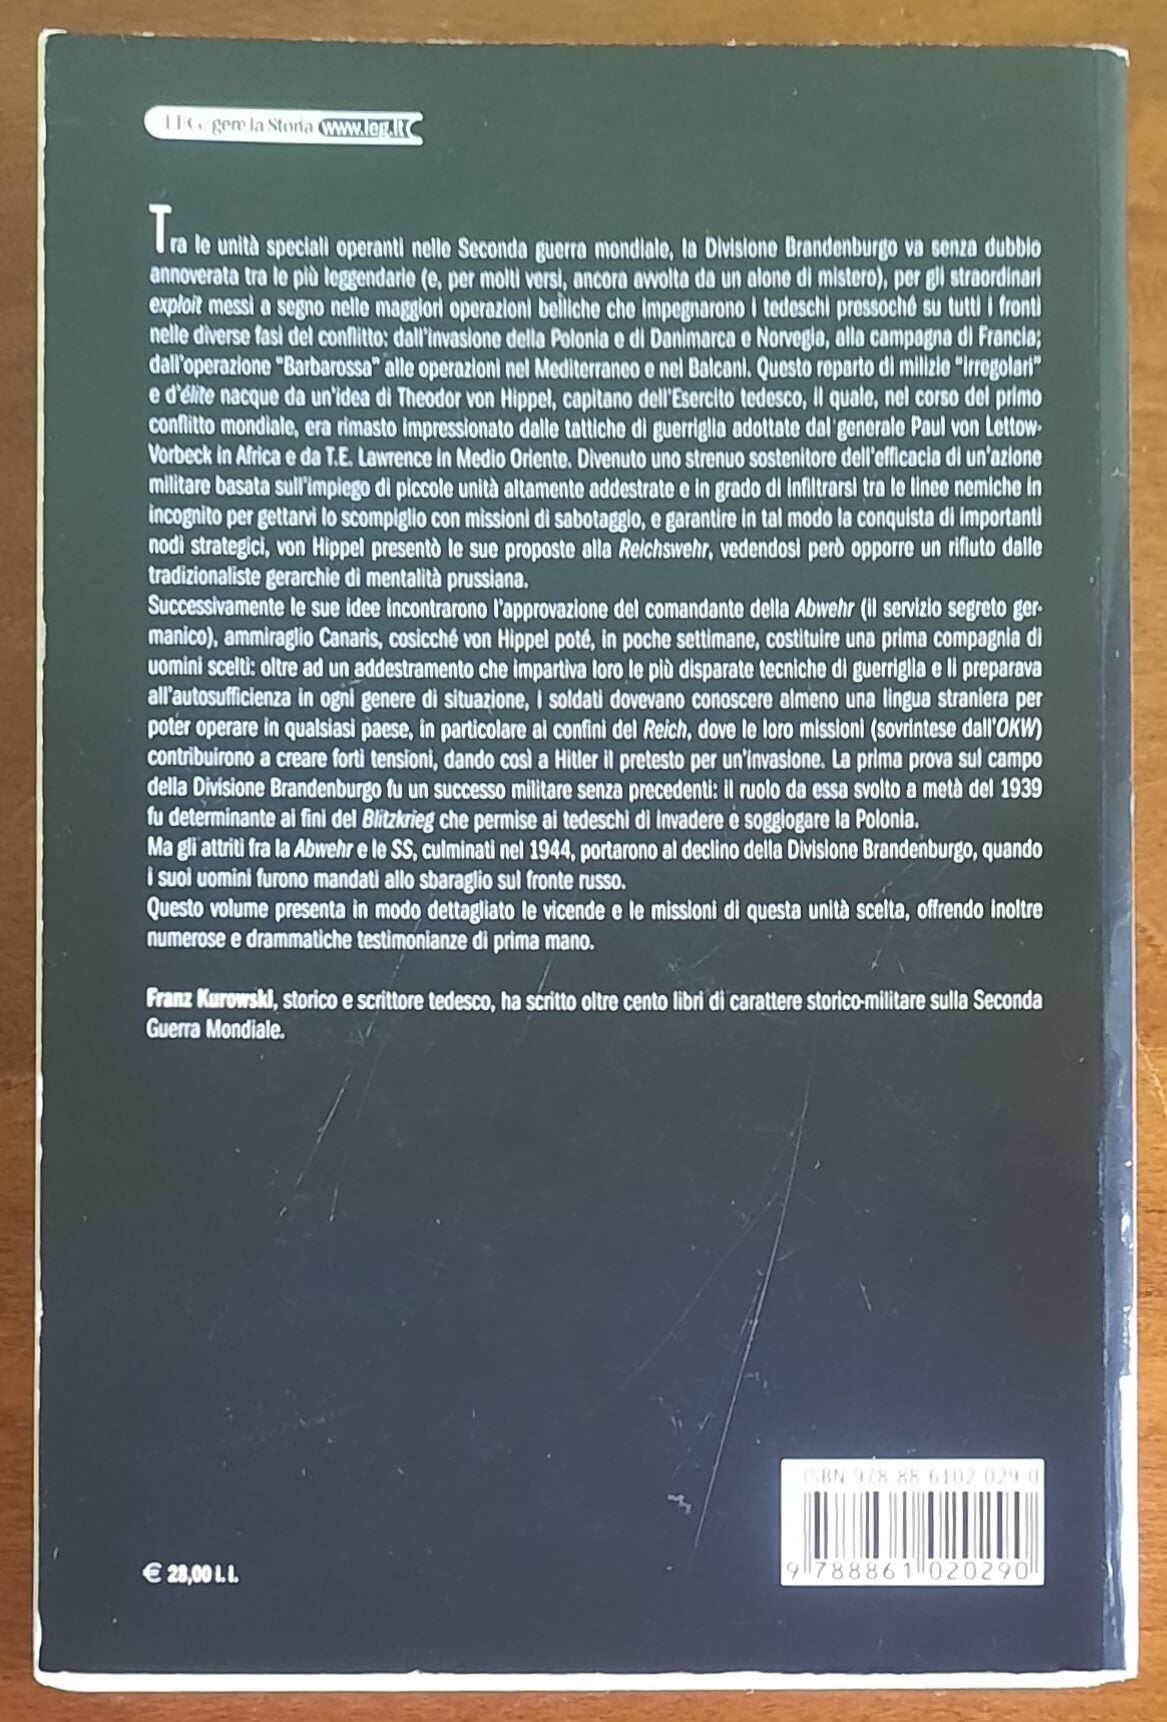 LEGgere la Storia www.leg.it
Tra le unità speciali operanti nelle Seconda guerra mondiale, la Divisione Brandenburgo va senza dubbio
annoverata tra le più leggendarie (e, per molti versi, ancora avvolta da un alone di mistero), per gli straordinari
exploit messi a segno nelle maggiori operazioni belliche che impegnarono i tedeschi pressoché su tutti i fronti
nelle diverse fasi del conflitto: dall'invasione della Polonia e di Danimarca e Norvegia, alla campagna di Francia;
dall'operazione "Barbarossa" alle operazioni nel Mediterraneo e nei Balcani. Questo reparto di milizie "irregolari"
e d'élite nacque da un'idea di Theodor von Hippel, capitano dell'Esercito tedesco, il quale, nel corso del primo
conflitto mondiale, era rimasto impressionato dalle tattiche di guerriglia adottate dal generale Paul von Lettow-
Vorbeck in Africa e da T.E. Lawrence in Medio Oriente. Divenuto uno strenuo sostenitore dell'efficacia di un'azione
militare basata sull'impiego di piccole unità altamente addestrate e in grado di infiltrarsi tra le linee nemiche in
incognito per gettarvi lo scompiglio con missioni di sabotaggio, e garantire in tal modo la conquista di importanti
nodi strategici, von Hippel presentò le sue proposte alla Reichswehr, vedendosi però opporre un rifiuto dalle
tradizionaliste gerarchie di mentalità prussiana.
Successivamente le sue idee incontrarono l'approvazione del comandante della Abwehr (il servizio segreto ger-
manico), ammiraglio Canaris, cosicché von Hippel poté, in poche settimane, costituire una prima compagnia di
uomini scelti: oltre ad un addestramento che impartiva loro le più disparate tecniche di guerriglia e li preparava
all'autosufficienza in ogni genere di situazione, i soldati dovevano conoscere almeno una lingua straniera per
poter operare in qualsiasi paese, in particolare ai confini del Reich, dove le loro missioni (sovrintese dall'OKW)
contribuirono a creare forti tensioni, dando così a Hitler il pretesto per un'invasione. La prima prova sul campo
della Divisione Brandenburgo fu un successo militare senza precedenti: il ruolo da essa svolto a metà del 1939
fu determinante ai fini del Blitzkrieg che permise ai tedeschi di invadere e soggiogare la Polonia.
Ma gli attriti fra la Abwehr e le SS, culminati nel 1944, portarono al declino della Divisione Brandenburgo, quando
i suoi uomini furono mandati allo sbaraglio sul fronte russo.
Questo volume presenta in modo dettagliato le vicende e le missioni di questa unità scelta, offrendo inoltre
numerose e drammatiche testimonianze di prima mano.
Franz Kurowski, storico e scrittore tedesco, ha scritto oltre cento libri di carattere storico-militare sulla Seconda
Guerra Mondiale.
ISBN 978 88 6102 029 0
9 788861 020290
€ 28,00 I.I.